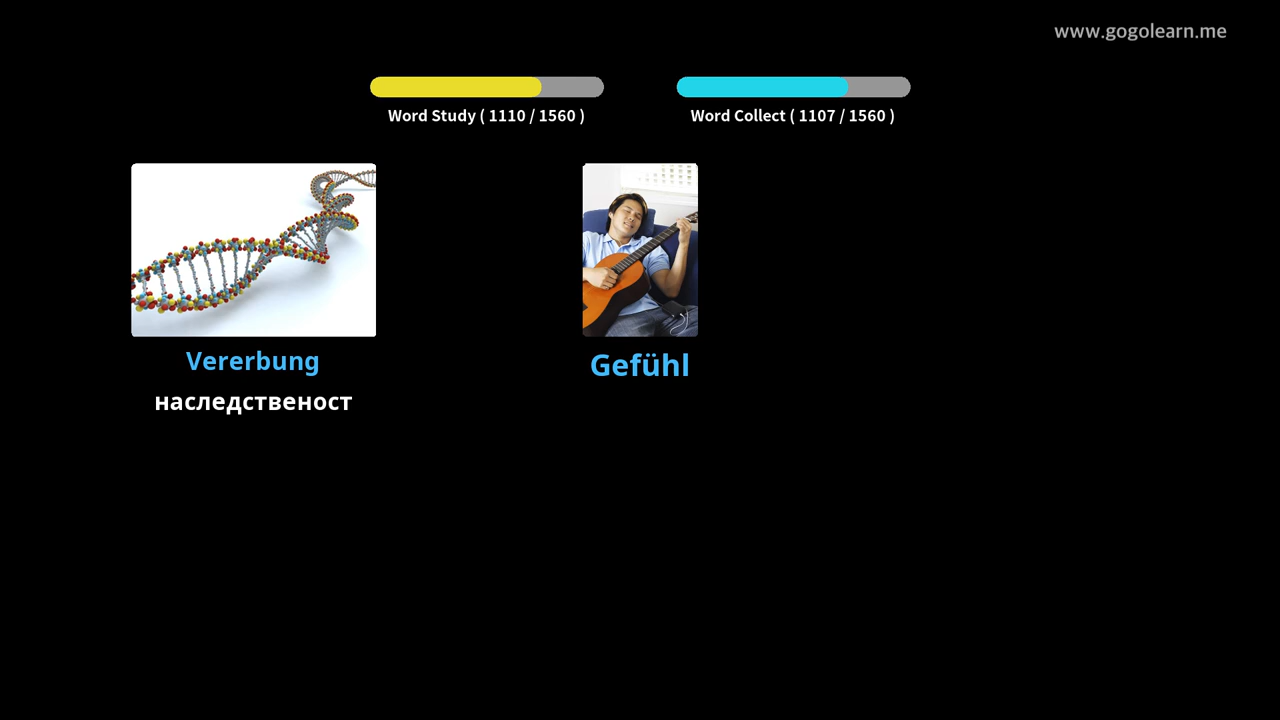 www.gogolearn.me
Word Study ( 1110 / 1560 )
Word Collect ( 1107 / 1560 )
Vererbung
наследственост
Gefühl